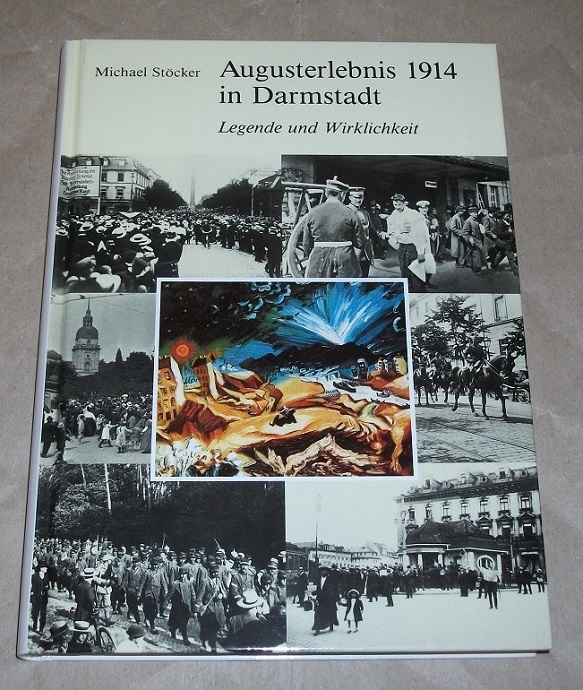 Michael Stöcker
Augusterlebnis 1914
in Darmstadt
Legende und Wirklichkeit